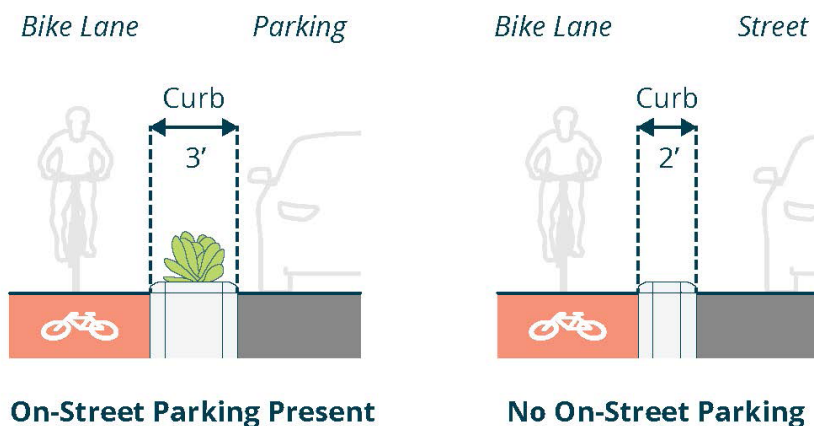 Bike Lane Parking
Curb
3’
On-Street Parking Present
Bike Lane Street
Curb
2’
No On-Street Parking